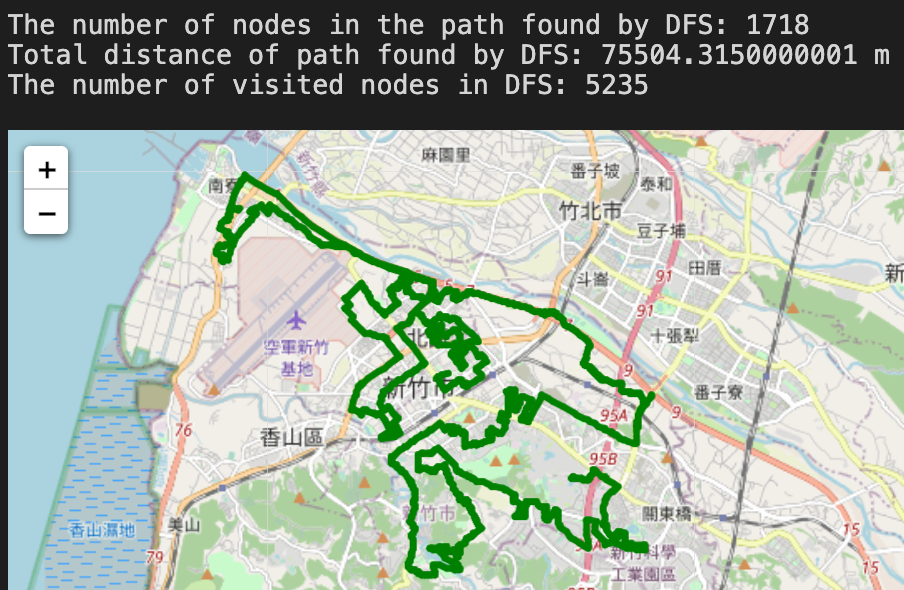 The number of nodes in the path found by DFS: 1718
Total distance of path found by DFS: 75504.3150000001 m
The number of visited nodes in DFS: 5235
+
−
麻園里
番子坡
泰和
竹北市
豆子埔
斗崙
田厝
91
91
十張犁
空軍新竹
基地
新竹市
9
番子寮
9
95A
76
香山區
95B
新竹市
關東橋
香山濕地
美山
79
15
15
新竹科學
工業園區